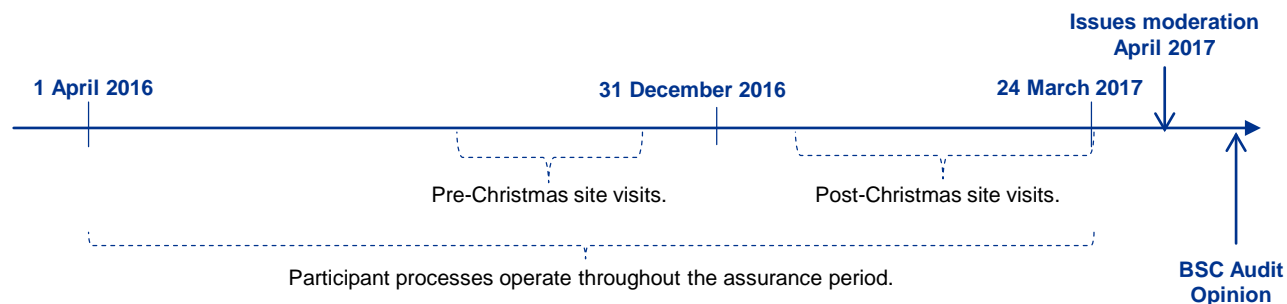 Issues moderation
April 2017
1 April 2016
31 December 2016
24 March 2017
Pre-Christmas site visits.
Post-Christmas site visits.
Participant processes operate throughout the assurance period.
BSC Audit
Opinion